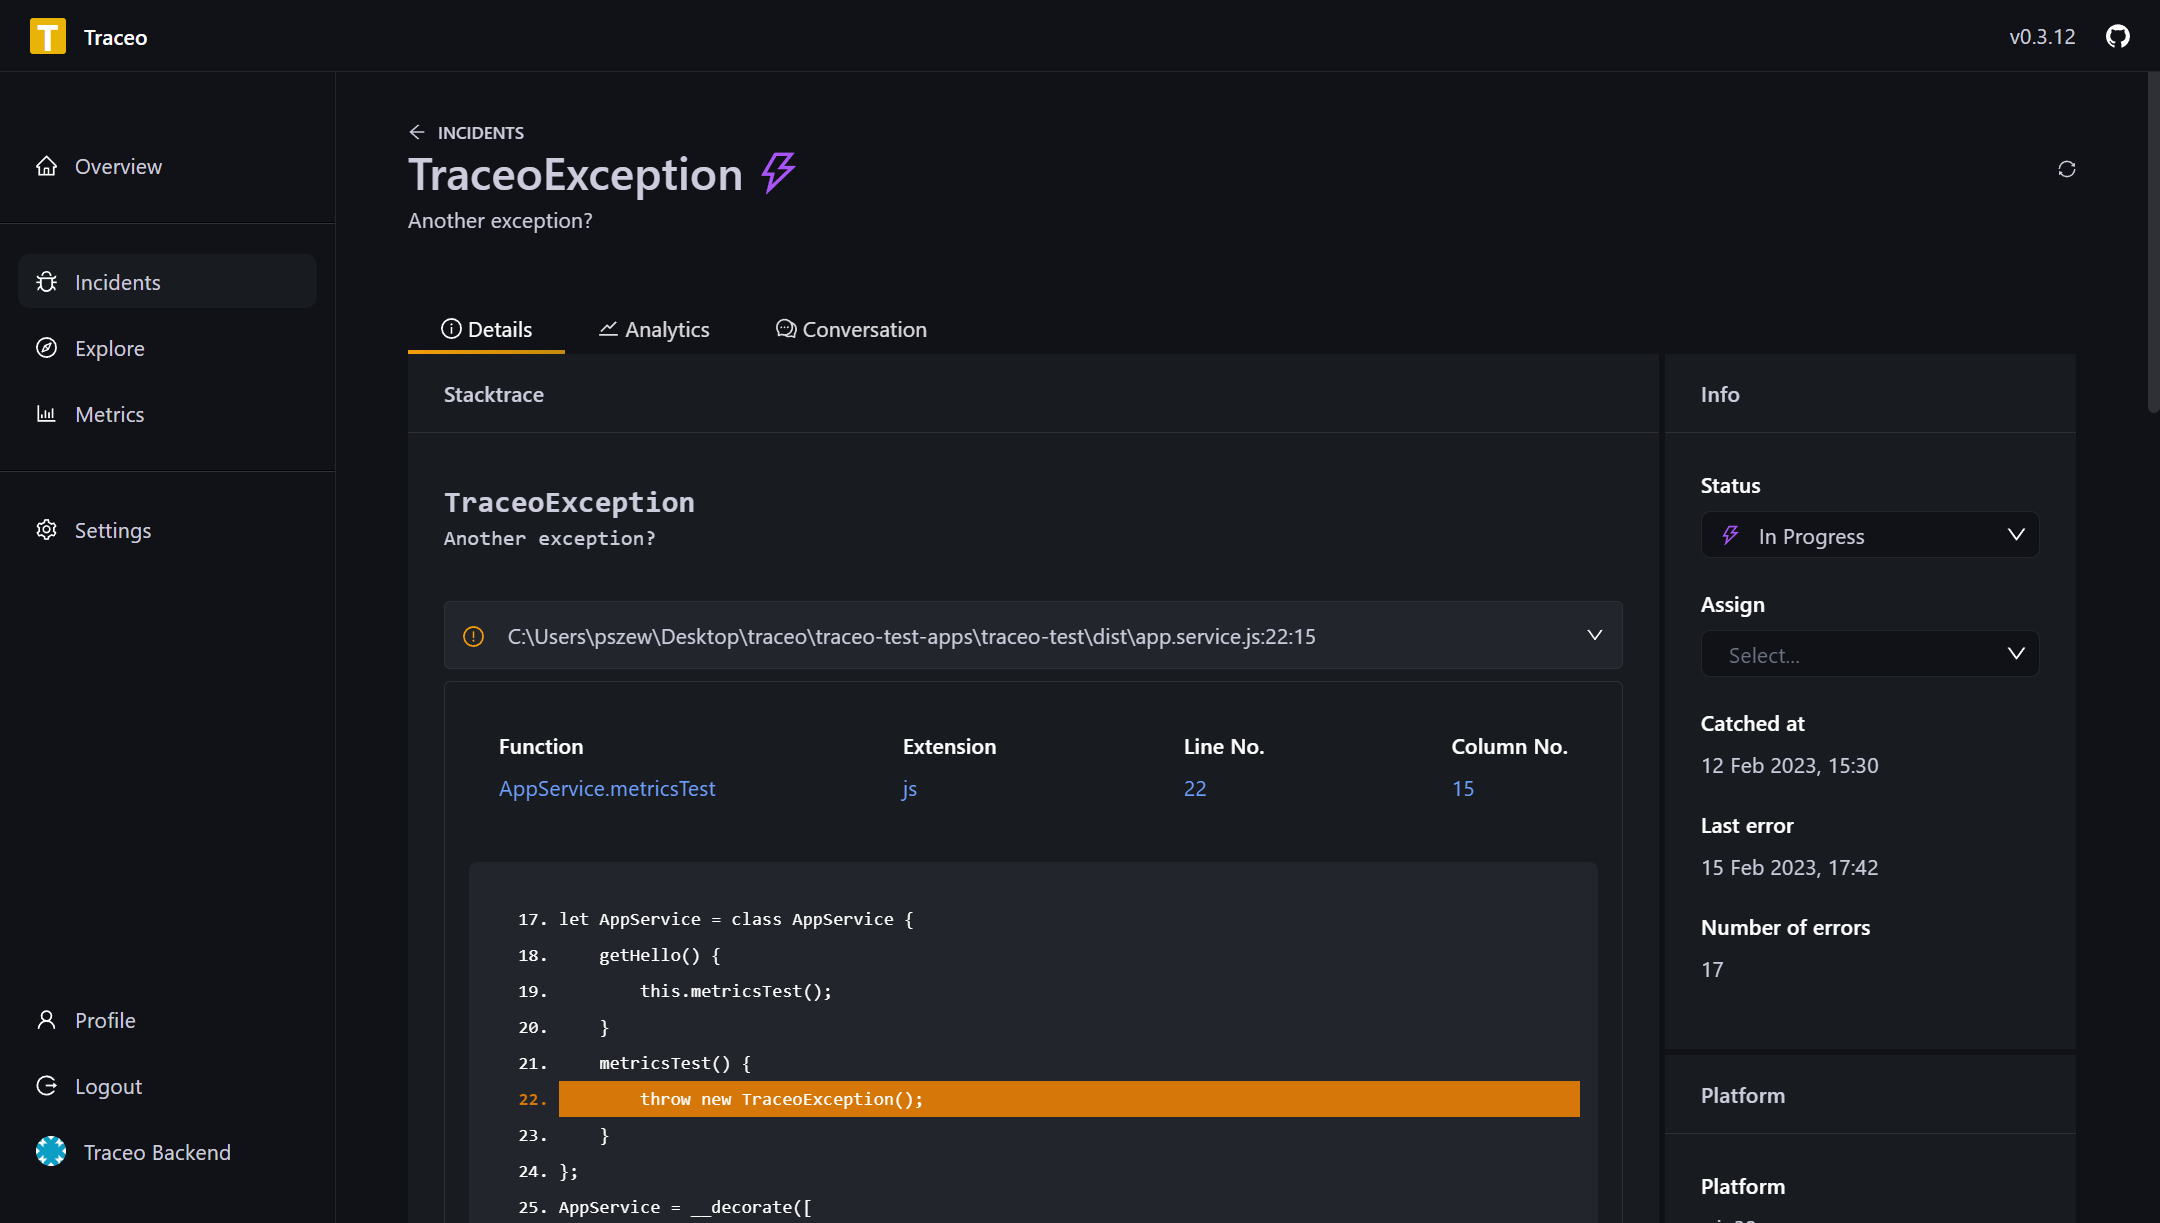 Traceo
v0.3.12
Overview
Incidents
Explore
Metrics
Settings
Profile
Logout
Traceo Backend
INCIDENTS
TraceoException
Another exception?
Details
Analytics
Conversation
Stacktrace
TraceoException
Another exception?
C:\Users\pszew\Desktop\traceo\traceo-test-apps\traceo-test\dist\app.service.js:22:15
Function Extension Line No. Column No.
AppService.metricsTest js 22 15
17. let AppService = class AppService {
18.     getHello() {
19.         this.metricsTest();
20.     }
21.     metricsTest() {
22.         throw new TraceoException();
23.     }
24. };
25. AppService = __decorate([
Info
Status
In Progress
Assign
Select...
Catched at
12 Feb 2023, 15:30
Last error
15 Feb 2023, 17:42
Number of errors
17
Platform
Platform